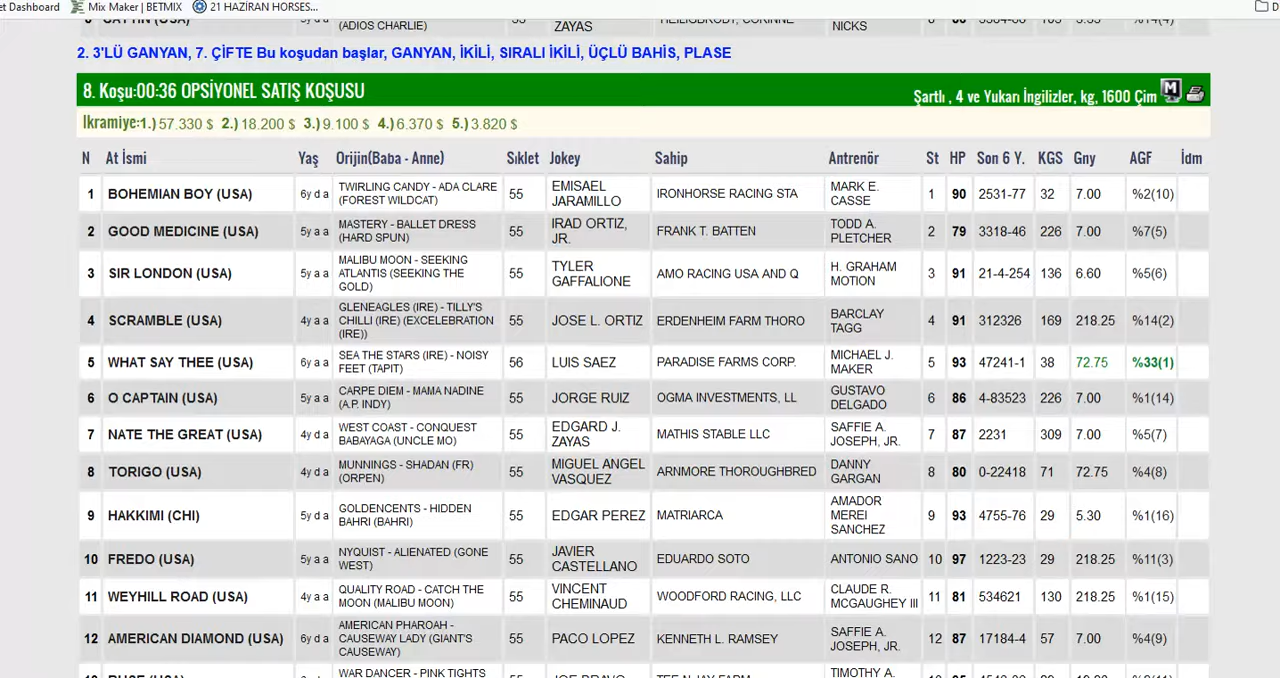 et Dashboard Mix Maker | BETMIX 21 HAZİRAN HORSES...
(ADIOS CHARLIE) ZAYAS NICKS
2. 3'LÜ GANYAN, 7. ÇİFTE Bu koşudan başlar, GANYAN, İKİLİ, SIRALI İKİLİ, ÜÇLÜ BAHİS, PLASE
8. Koşu:00:36 OPSİYONEL SATIŞ KOŞUSU Şartlı , 4 ve Yukarı İngilizler, kg, 1600 Çim M
İkramiye:1.) 57.330 $ 2.) 18.200 $ 3.) 9.100 $ 4.) 6.370 $ 5.) 3.820 $
N At İsmi Yaş Orijin(Baba - Anne) Sıklet Jokey Sahip Antrenör St HP Son 6 Y. KGS Gny AGF İdm
1 BOHEMIAN BOY (USA) 6y d a TWIRLING CANDY - ADA CLARE (FOREST WILDCAT) 55 EMISAEL JARAMILLO IRONHORSE RACING STA MARK E. CASSE 1 90 2531-77 32 7.00 %2(10)
2 GOOD MEDICINE (USA) 5y a a MASTERY - BALLET DRESS (HARD SPUN) 55 IRAD ORTIZ, JR. FRANK T. BATTEN TODD A. PLETCHER 2 79 3318-46 226 7.00 %7(5)
3 SIR LONDON (USA) 5y a a MALIBU MOON - SEEKING ATLANTIS (SEEKING THE GOLD) 55 TYLER GAFFALIONE AMO RACING USA AND Q H. GRAHAM MOTION 3 91 21-4-254 136 6.60 %5(6)
4 SCRAMBLE (USA) 4y a a GLENEAGLES (IRE) - TILLY'S CHILLI (IRE) (EXCELEBRATION (IRE)) 55 JOSE L. ORTIZ ERDENHEIM FARM THORO BARCLAY TAGG 4 91 312326 169 218.25 %14(2)
5 WHAT SAY THEE (USA) 6y a a SEA THE STARS (IRE) - NOISY FEET (TAPIT) 56 LUIS SAEZ PARADISE FARMS CORP. MICHAEL J. MAKER 5 93 47241-1 38 72.75 %33(1)
6 O CAPTAIN (USA) 5y a a CARPE DIEM - MAMA NADINE (A.P. INDY) 55 JORGE RUIZ OGMA INVESTMENTS, LL GUSTAVO DELGADO 6 86 4-83523 226 7.00 %1(14)
7 NATE THE GREAT (USA) 4y d a WEST COAST - CONQUEST BABAYAGA (UNCLE MO) 55 EDGARD J. ZAYAS MATHIS STABLE LLC SAFFIE A. JOSEPH, JR. 7 87 2231 309 7.00 %5(7)
8 TORIGO (USA) 4y d a MUNNINGS - SHADAN (FR) (ORPEN) 55 MIGUEL ANGEL VASQUEZ ARNMORE THOROUGHBRED DANNY GARGAN 8 80 0-22418 71 72.75 %4(8)
9 HAKKIMI (CHI) 5y d a GOLDENCENTS - HIDDEN BAHRI (BAHRI) 55 EDGAR PEREZ MATRIARCA AMADOR MEREI SANCHEZ 9 93 4755-76 29 5.30 %1(16)
10 FREDO (USA) 5y a a NYQUIST - ALIENATED (GONE WEST) 55 JAVIER CASTELLANO EDUARDO SOTO ANTONIO SANO 10 97 1223-23 29 218.25 %11(3)
11 WEYHILL ROAD (USA) 4y a a QUALITY ROAD - CATCH THE MOON (MALIBU MOON) 55 VINCENT CHEMINAUD WOODFORD RACING, LLC CLAUDE R. MCGAUGHEY III 11 81 534621 130 218.25 %1(15)
12 AMERICAN DIAMOND (USA) 6y d a AMERICAN PHAROAH - CAUSEWAY LADY (GIANT'S CAUSEWAY) 55 PACO LOPEZ KENNETH L. RAMSEY SAFFIE A. JOSEPH, JR. 12 87 17184-4 57 7.00 %4(9)
WAR DANCER - PINK TIGHTS TIMOTHY A.